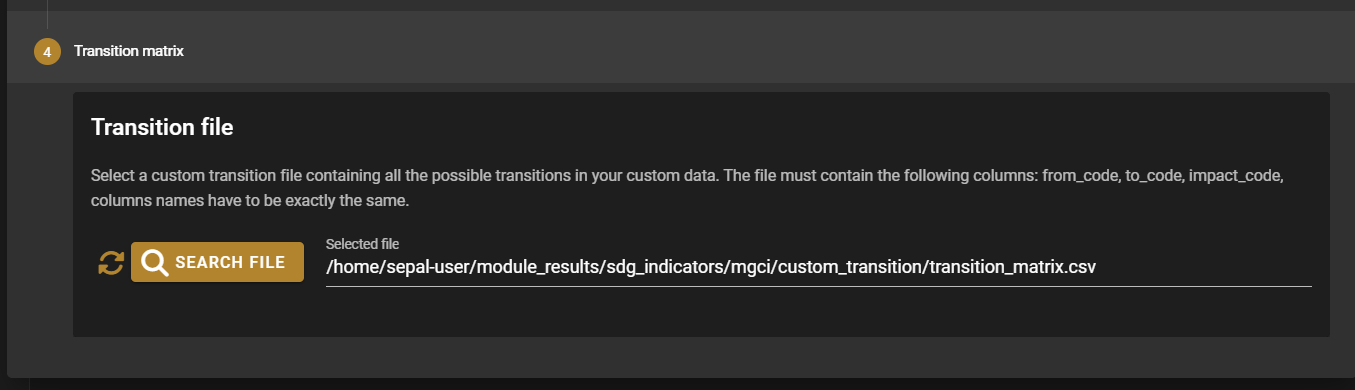 4 Transition matrix
Transition file
Select a custom transition file containing all the possible transitions in your custom data. The file must contain the following columns: from_code, to_code, impact_code,
columns names have to be exactly the same.
SEARCH FILE
Selected file
/home/sepal-user/module_results/sdg_indicators/mgci/custom_transition/transition_matrix.csv